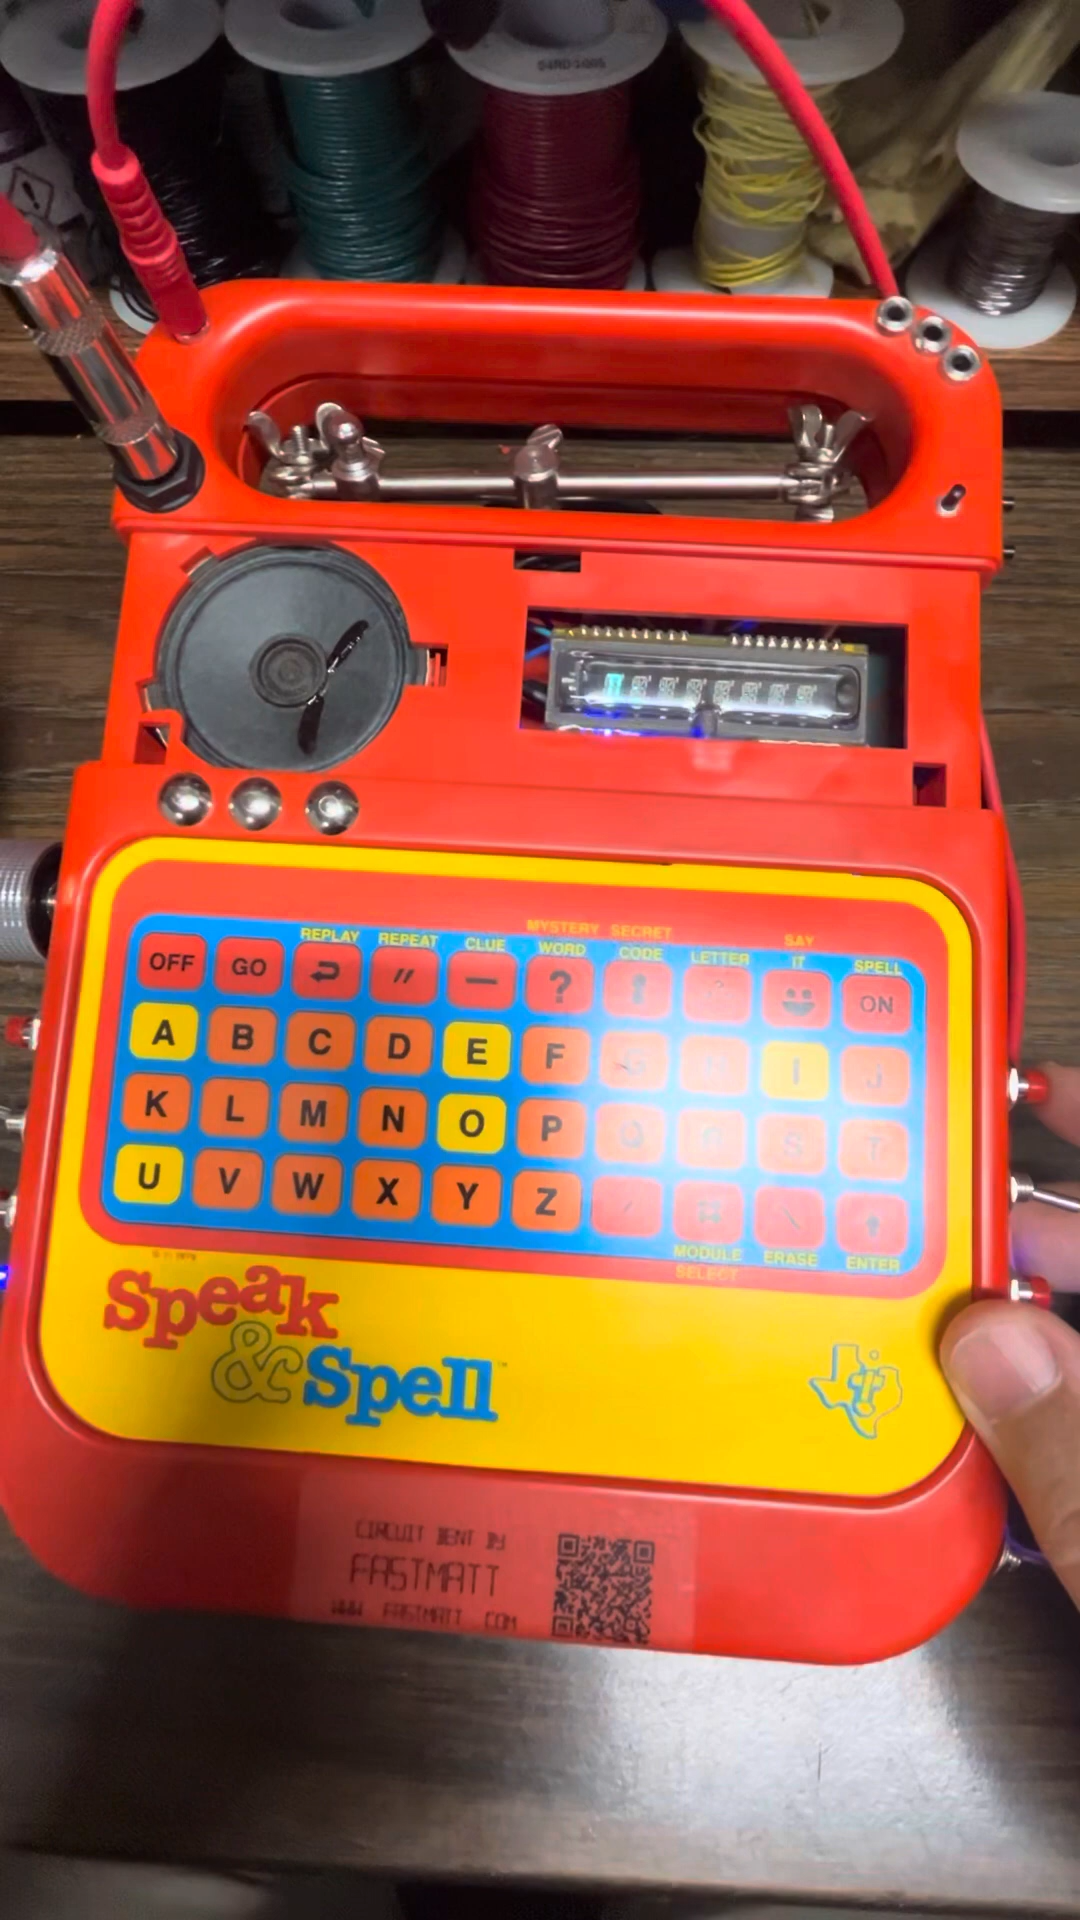 REPLAY REPEAT CLUE MYSTERY WORD SECRET CODE LETTER SAY IT SPELL
OFF GO ? ON
A B C D E F G H I J
K L M N O P Q R S T
U V W X Y Z
MODULE SELECT ERASE ENTER
Speak
& Spell ™
CIRCUIT BENT BY
FASTMATT
WWW.FASTMATT.COM